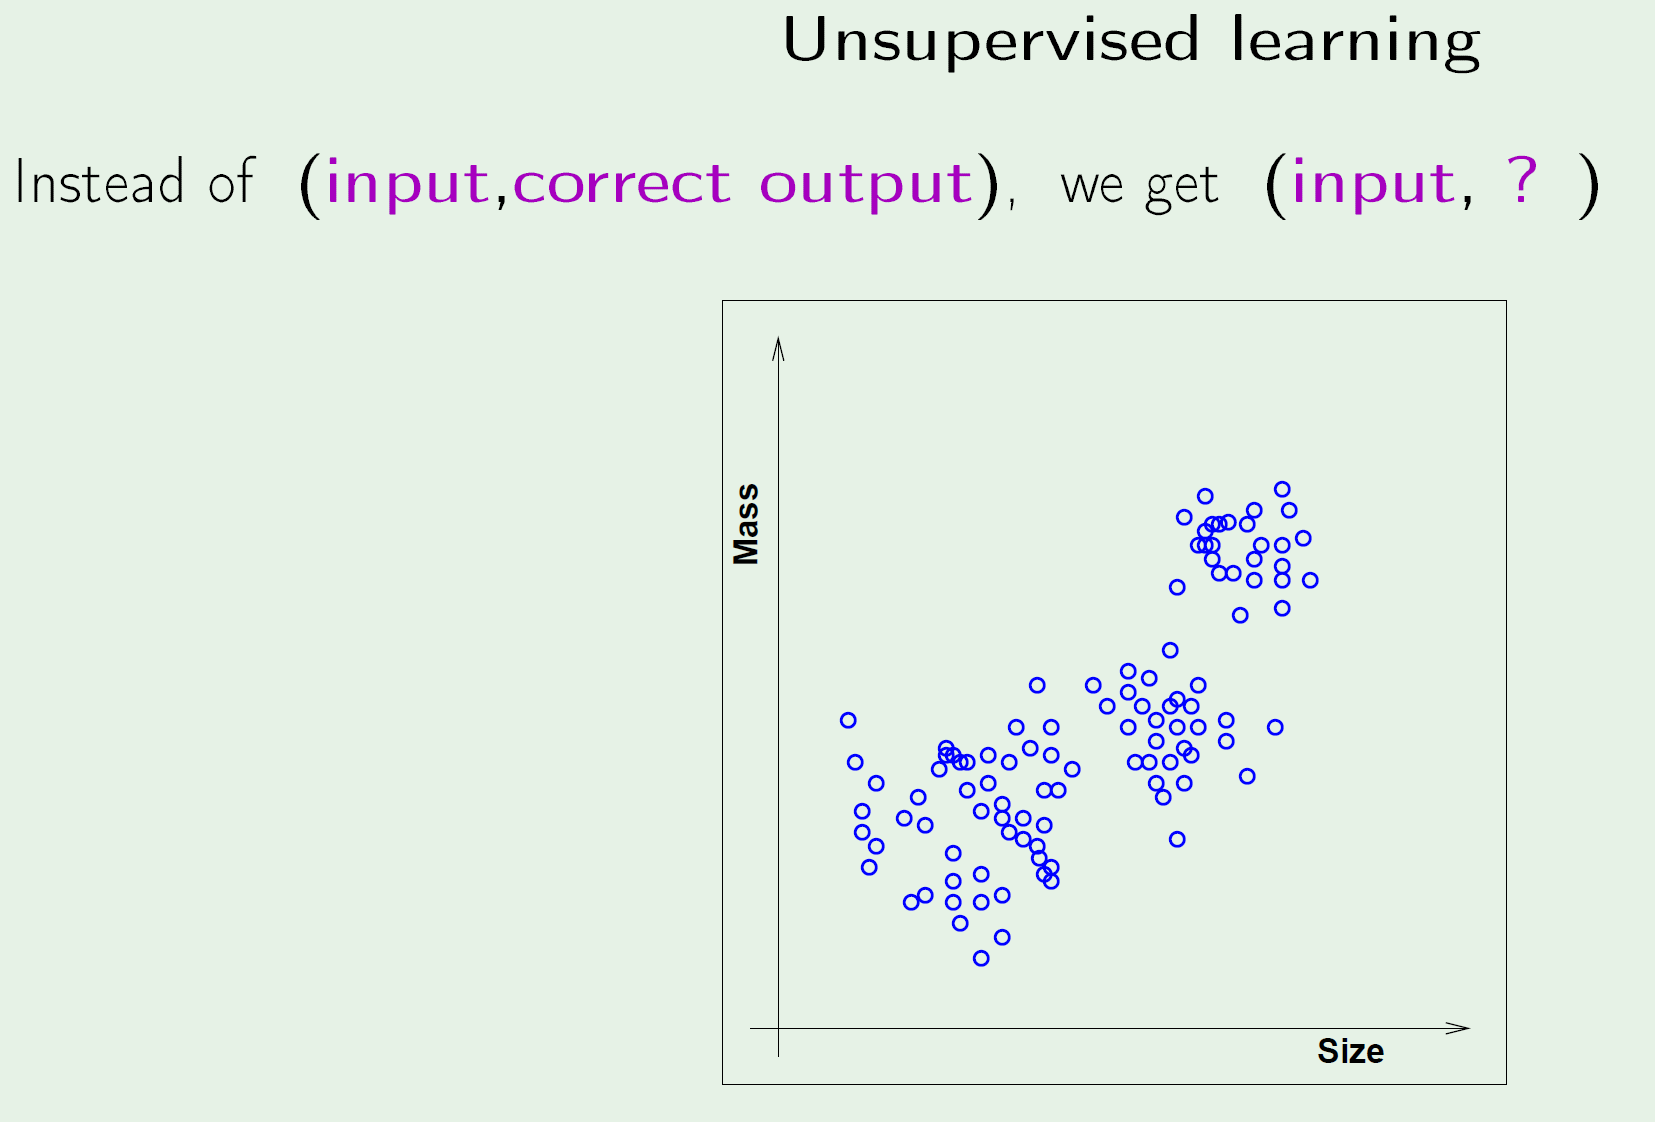 Unsupervised learning
Instead of (input,correct output), we get (input, ? )
Mass
Size